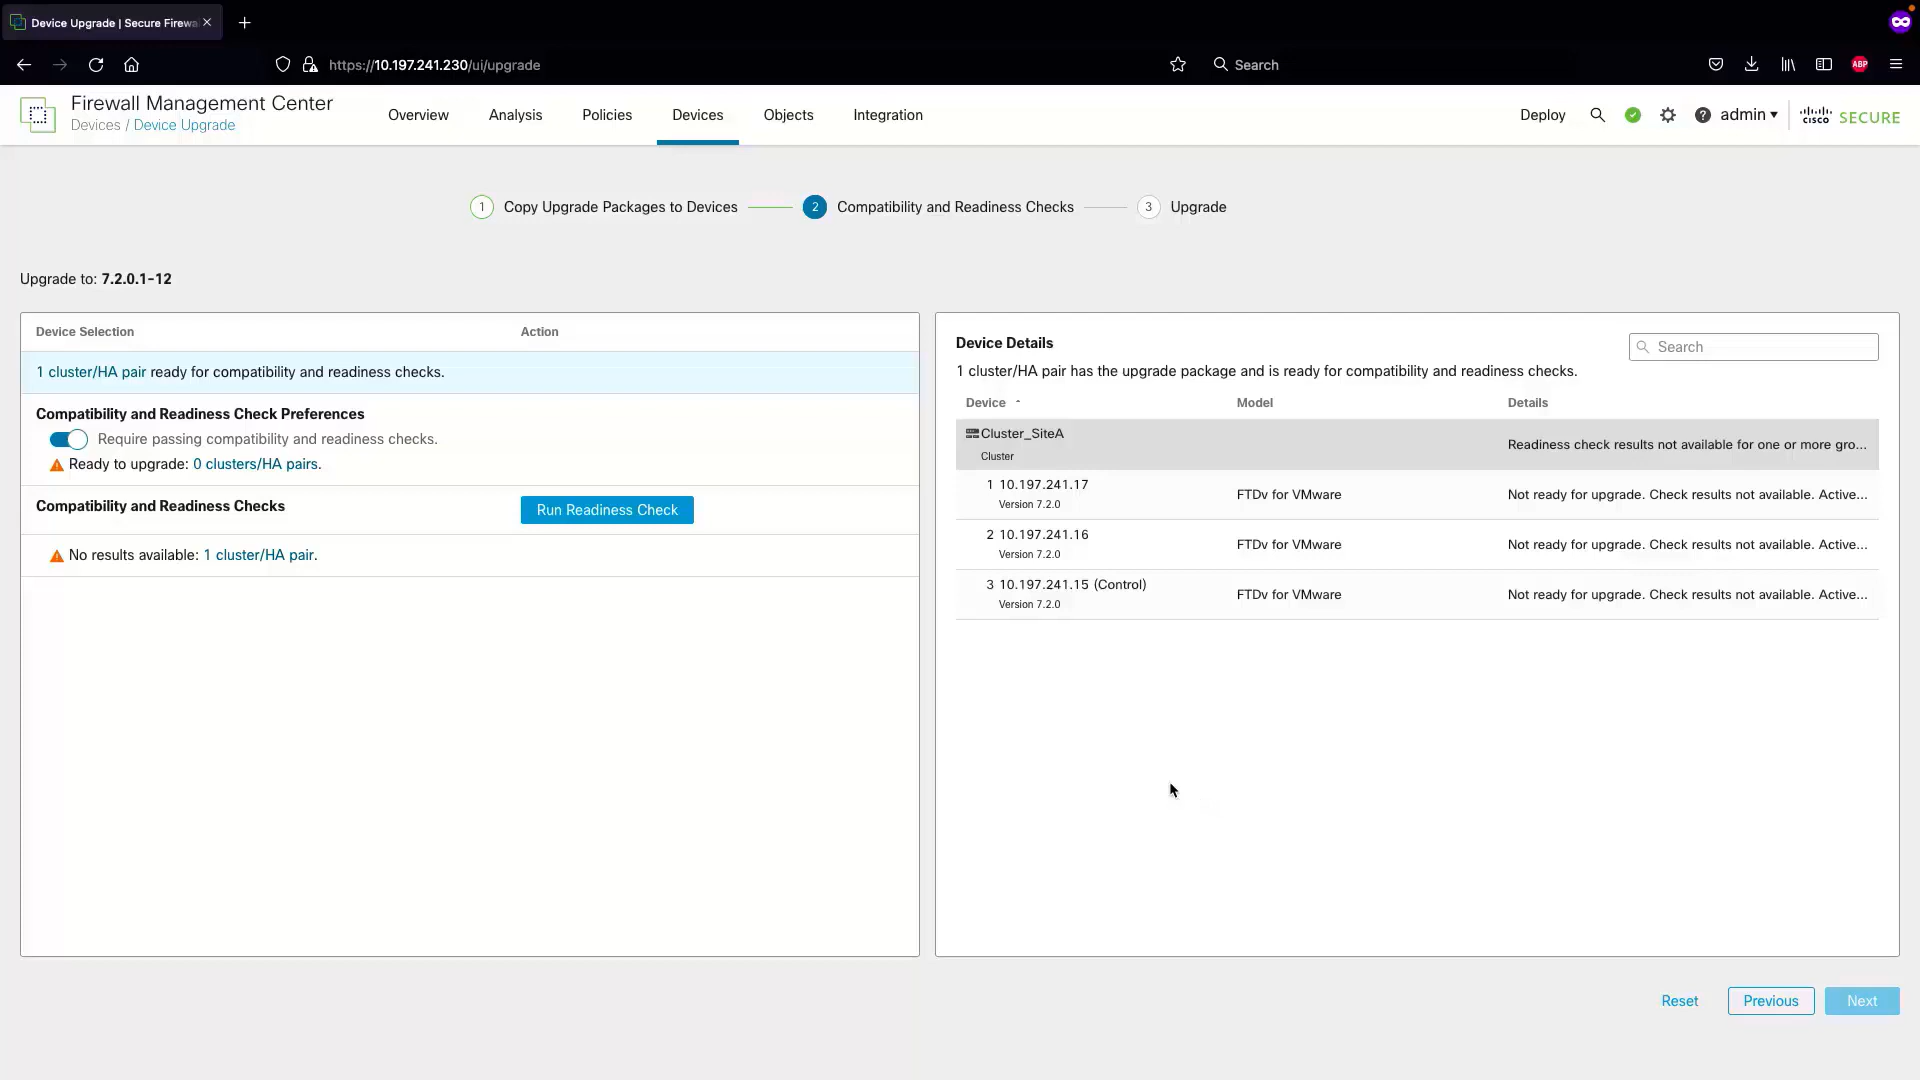 Device Upgrade | Secure Firewa
https://10.197.241.230/ui/upgrade
Search
ABP
Firewall Management Center
Devices / Device Upgrade
Overview
Analysis
Policies
Devices
Objects
Integration
Deploy
?
admin
cisco SECURE
1 Copy Upgrade Packages to Devices
2 Compatibility and Readiness Checks
3 Upgrade
Upgrade to: 7.2.0.1-12
Device Selection
Action
1 cluster/HA pair ready for compatibility and readiness checks.
Compatibility and Readiness Check Preferences
Require passing compatibility and readiness checks.
Ready to upgrade: 0 clusters/HA pairs.
Compatibility and Readiness Checks
Run Readiness Check
No results available: 1 cluster/HA pair.
Device Details
Search
1 cluster/HA pair has the upgrade package and is ready for compatibility and readiness checks.
Device
Model
Details
Cluster_SiteA
Cluster
Readiness check results not available for one or more gro...
1 10.197.241.17
Version 7.2.0
FTDv for VMware
Not ready for upgrade. Check results not available. Active...
2 10.197.241.16
Version 7.2.0
FTDv for VMware
Not ready for upgrade. Check results not available. Active...
3 10.197.241.15 (Control)
Version 7.2.0
FTDv for VMware
Not ready for upgrade. Check results not available. Active...
Reset
Previous
Next